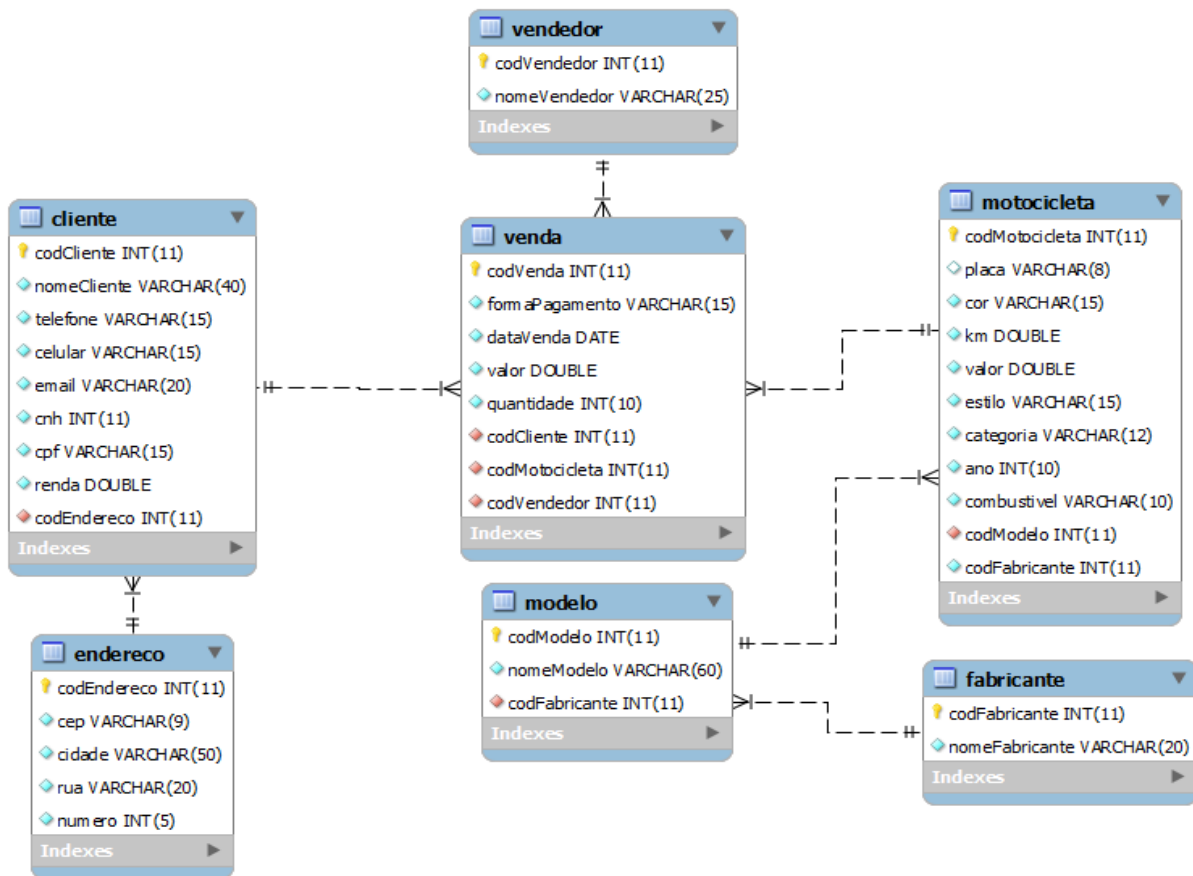 vendedor
codVendedor INT(11)
nomeVendedor VARCHAR(25)
Indexes
cliente
codCliente INT(11)
nomeCliente VARCHAR(40)
telefone VARCHAR(15)
celular VARCHAR(15)
email VARCHAR(20)
cnh INT(11)
cpf VARCHAR(15)
renda DOUBLE
codEndereco INT(11)
Indexes
venda
codVenda INT(11)
formaPagamento VARCHAR(15)
dataVenda DATE
valor DOUBLE
quantidade INT(10)
codCliente INT(11)
codMotocicleta INT(11)
codVendedor INT(11)
Indexes
motocicleta
codMotocicleta INT(11)
placa VARCHAR(8)
cor VARCHAR(15)
km DOUBLE
valor DOUBLE
estilo VARCHAR(15)
categoria VARCHAR(12)
ano INT(10)
combustivel VARCHAR(10)
codModelo INT(11)
codFabricante INT(11)
Indexes
endereco
codEndereco INT(11)
cep VARCHAR(9)
cidade VARCHAR(50)
rua VARCHAR(20)
numero INT(5)
Indexes
modelo
codModelo INT(11)
nomeModelo VARCHAR(60)
codFabricante INT(11)
Indexes
fabricante
codFabricante INT(11)
nomeFabricante VARCHAR(20)
Indexes